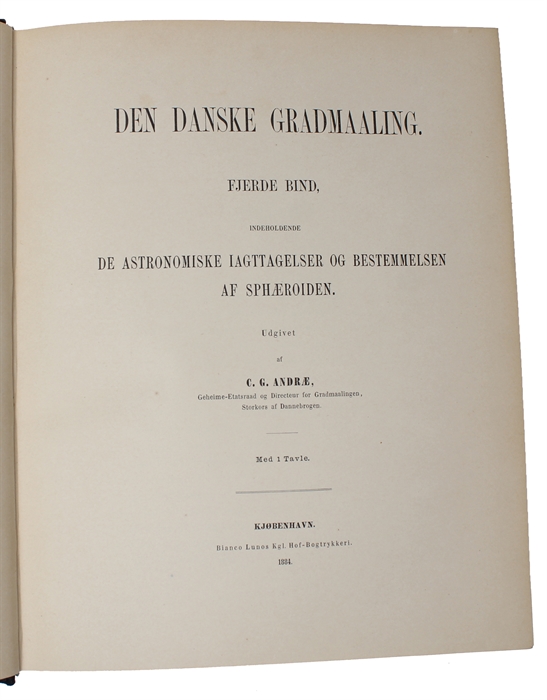 DEN DANSKE GRADMAALING.
FJERDE BIND,
INDEHOLDENDE
DE ASTRONOMISKE IAGTTAGELSER OG BESTEMMELSEN
AF SPHÆROIDEN.
Udgivet
af
C. G. ANDRÆ,
Geheime-Etatsraad og Directeur for Gradmaalingen,
Storkors af Dannebrogen.
Med 1 Tavle.
KJØBENHAVN.
Bianco Lunos Kgl. Hof-Bogtrykkeri.
1884.